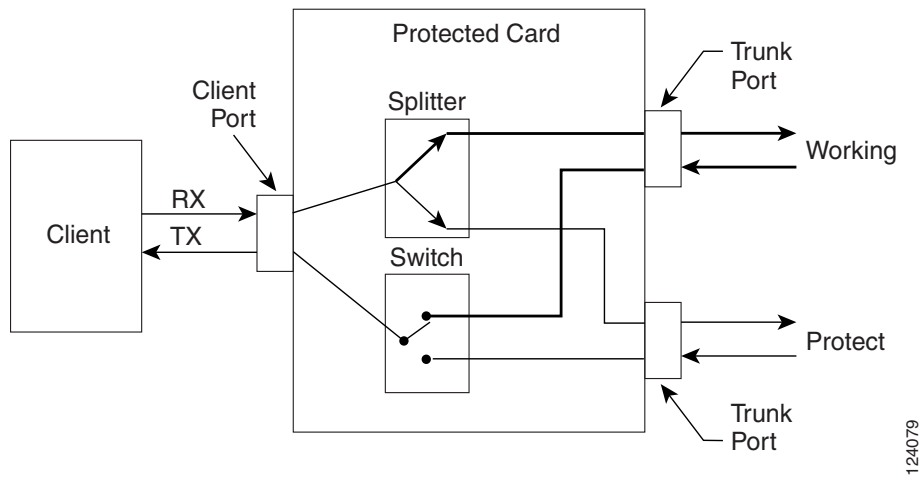 Protected Card
Trunk
Port
Client
Port
Splitter
Working
RX
Client
TX
Switch
Protect
Trunk
Port
124079